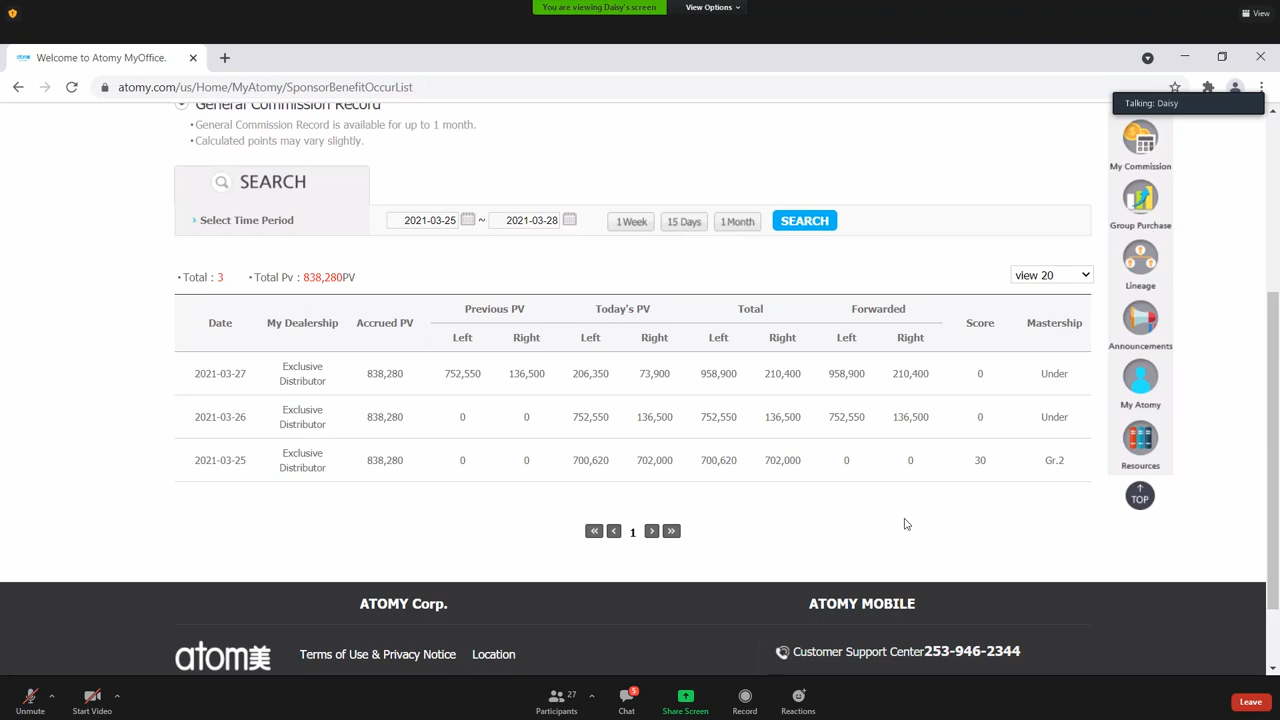 You are viewing Daisy's screen
View Options
View
Welcome to Atomy MyOffice.
atomy.com/us/Home/MyAtomy/SponsorBenefitOccurList
Talking: Daisy
General Commission Record
•General Commission Record is available for up to 1 month.
•Calculated points may vary slightly.
SEARCH
Select Time Period
2021-03-25 ~ 2021-03-28 1 Week 15 Days 1 Month SEARCH
•Total : 3 •Total Pv : 838,280PV
view 20
Date My Dealership Accrued PV Previous PV Today's PV Total Forwarded Score Mastership
Left Right Left Right Left Right Left Right
2021-03-27 Exclusive Distributor 838,280 752,550 136,500 206,350 73,900 958,900 210,400 958,900 210,400 0 Under
2021-03-26 Exclusive Distributor 838,280 0 0 752,550 136,500 752,550 136,500 752,550 136,500 0 Under
2021-03-25 Exclusive Distributor 838,280 0 0 700,620 702,000 700,620 702,000 0 0 30 Gr.2
1
My Commission
Group Purchase
Lineage
Announcements
My Atomy
Resources
TOP
ATOMY Corp.
ATOMY MOBILE
atom美
Terms of Use & Privacy Notice
Location
Customer Support Center253-946-2344
Unmute
Start Video
27
Participants
5
Chat
Share Screen
Record
Reactions
Leave